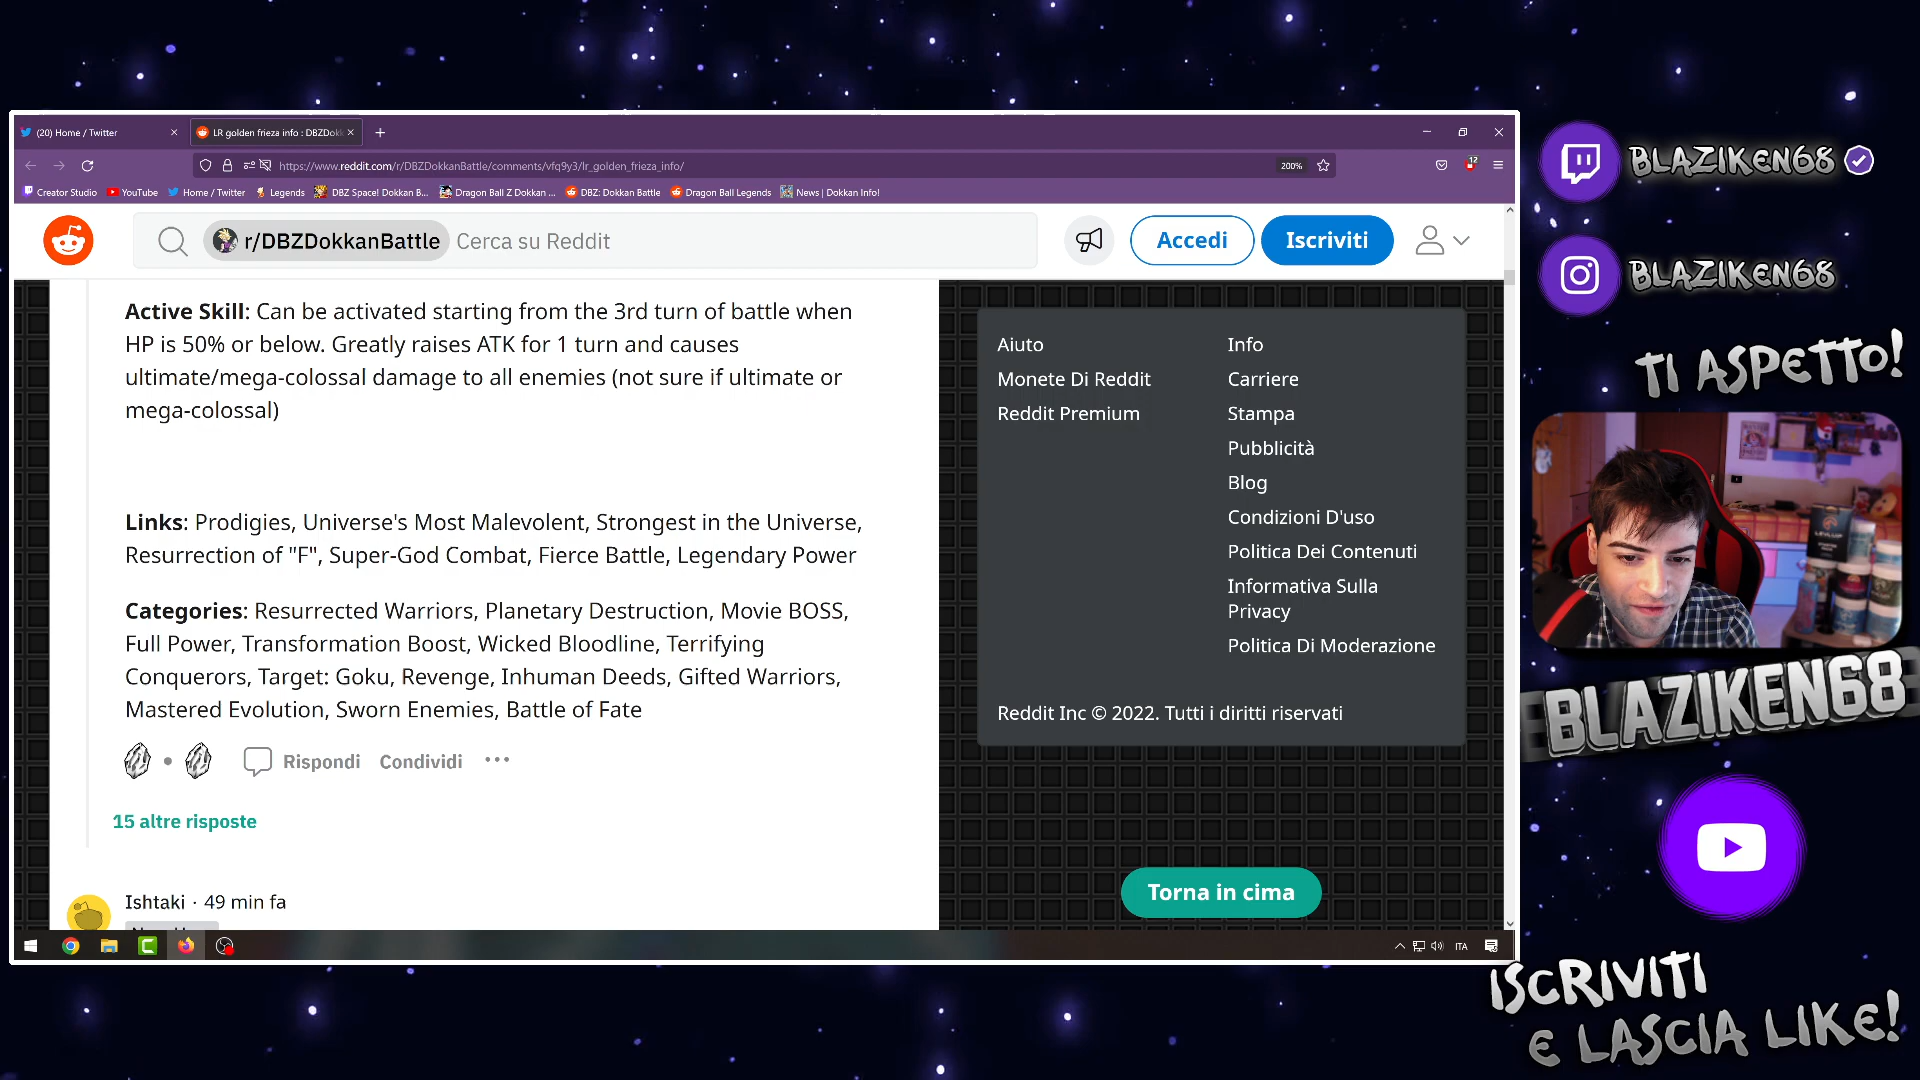 (20) Home / Twitter
LR golden frieza info : DBZDokk
https://www.reddit.com/r/DBZDokkanBattle/comments/vfq9y3/lr_golden_frieza_info/
200%
12
Creator Studio
YouTube
Home / Twitter
Legends
DBZ Space! Dokkan B...
Dragon Ball Z Dokkan ...
DBZ: Dokkan Battle
Dragon Ball Legends
News | Dokkan Info!
r/DBZDokkanBattle
Cerca su Reddit
Accedi
Iscriviti
Active Skill: Can be activated starting from the 3rd turn of battle when
HP is 50% or below. Greatly raises ATK for 1 turn and causes
ultimate/mega-colossal damage to all enemies (not sure if ultimate or
mega-colossal)
Links: Prodigies, Universe's Most Malevolent, Strongest in the Universe,
Resurrection of "F", Super-God Combat, Fierce Battle, Legendary Power
Categories: Resurrected Warriors, Planetary Destruction, Movie BOSS,
Full Power, Transformation Boost, Wicked Bloodline, Terrifying
Conquerors, Target: Goku, Revenge, Inhuman Deeds, Gifted Warriors,
Mastered Evolution, Sworn Enemies, Battle of Fate
Rispondi
Condividi
15 altre risposte
Ishtaki · 49 min fa
Aiuto
Monete Di Reddit
Reddit Premium
Info
Carriere
Stampa
Pubblicità
Blog
Condizioni D'uso
Politica Dei Contenuti
Informativa Sulla
Privacy
Politica Di Moderazione
Reddit Inc © 2022. Tutti i diritti riservati
Torna in cima
ITA
BLAZIKEN68
BLAZIKEN68
TI ASPETTO!
BLAZIKEN68
ISCRIVITI
E LASCIA LIKE!